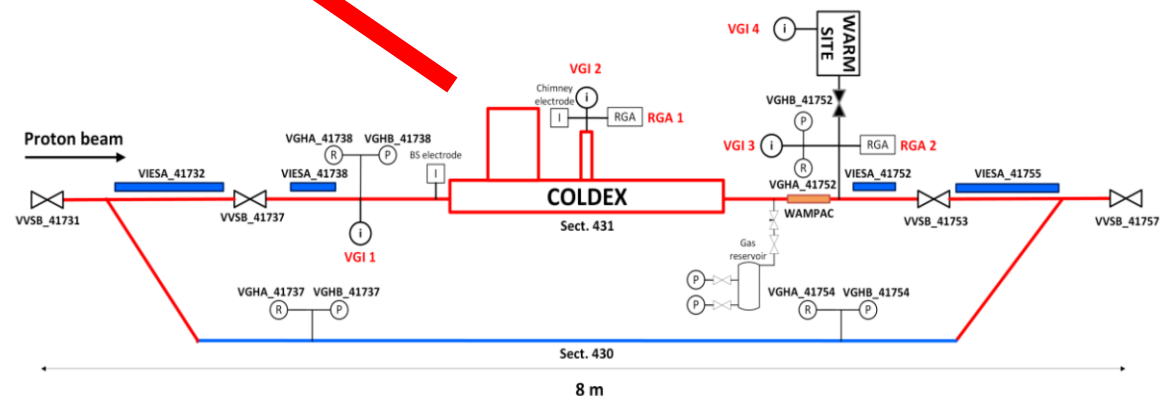 VGI 4
i
WARM
SITE
VGI 2
Chimney
electrode
i
I
RGA
RGA 1
VGHB_41752
P
VGHA_41738
VGHB_41738
R
P
BS electrode
I
VGI 3
i
RGA
RGA 2
R
Proton beam
VIESA_41732
VIESA_41738
VGHA_41752
VIESA_41752
VIESA_41755
COLDEX
VVSB_41731
VVSB_41737
WAMPAC
VVSB_41753
VVSB_41757
Sect. 431
i
VGI 1
Gas
reservoir
P
P
VGHA_41737
VGHB_41737
R
P
VGHA_41754
VGHB_41754
R
P
Sect. 430
8 m